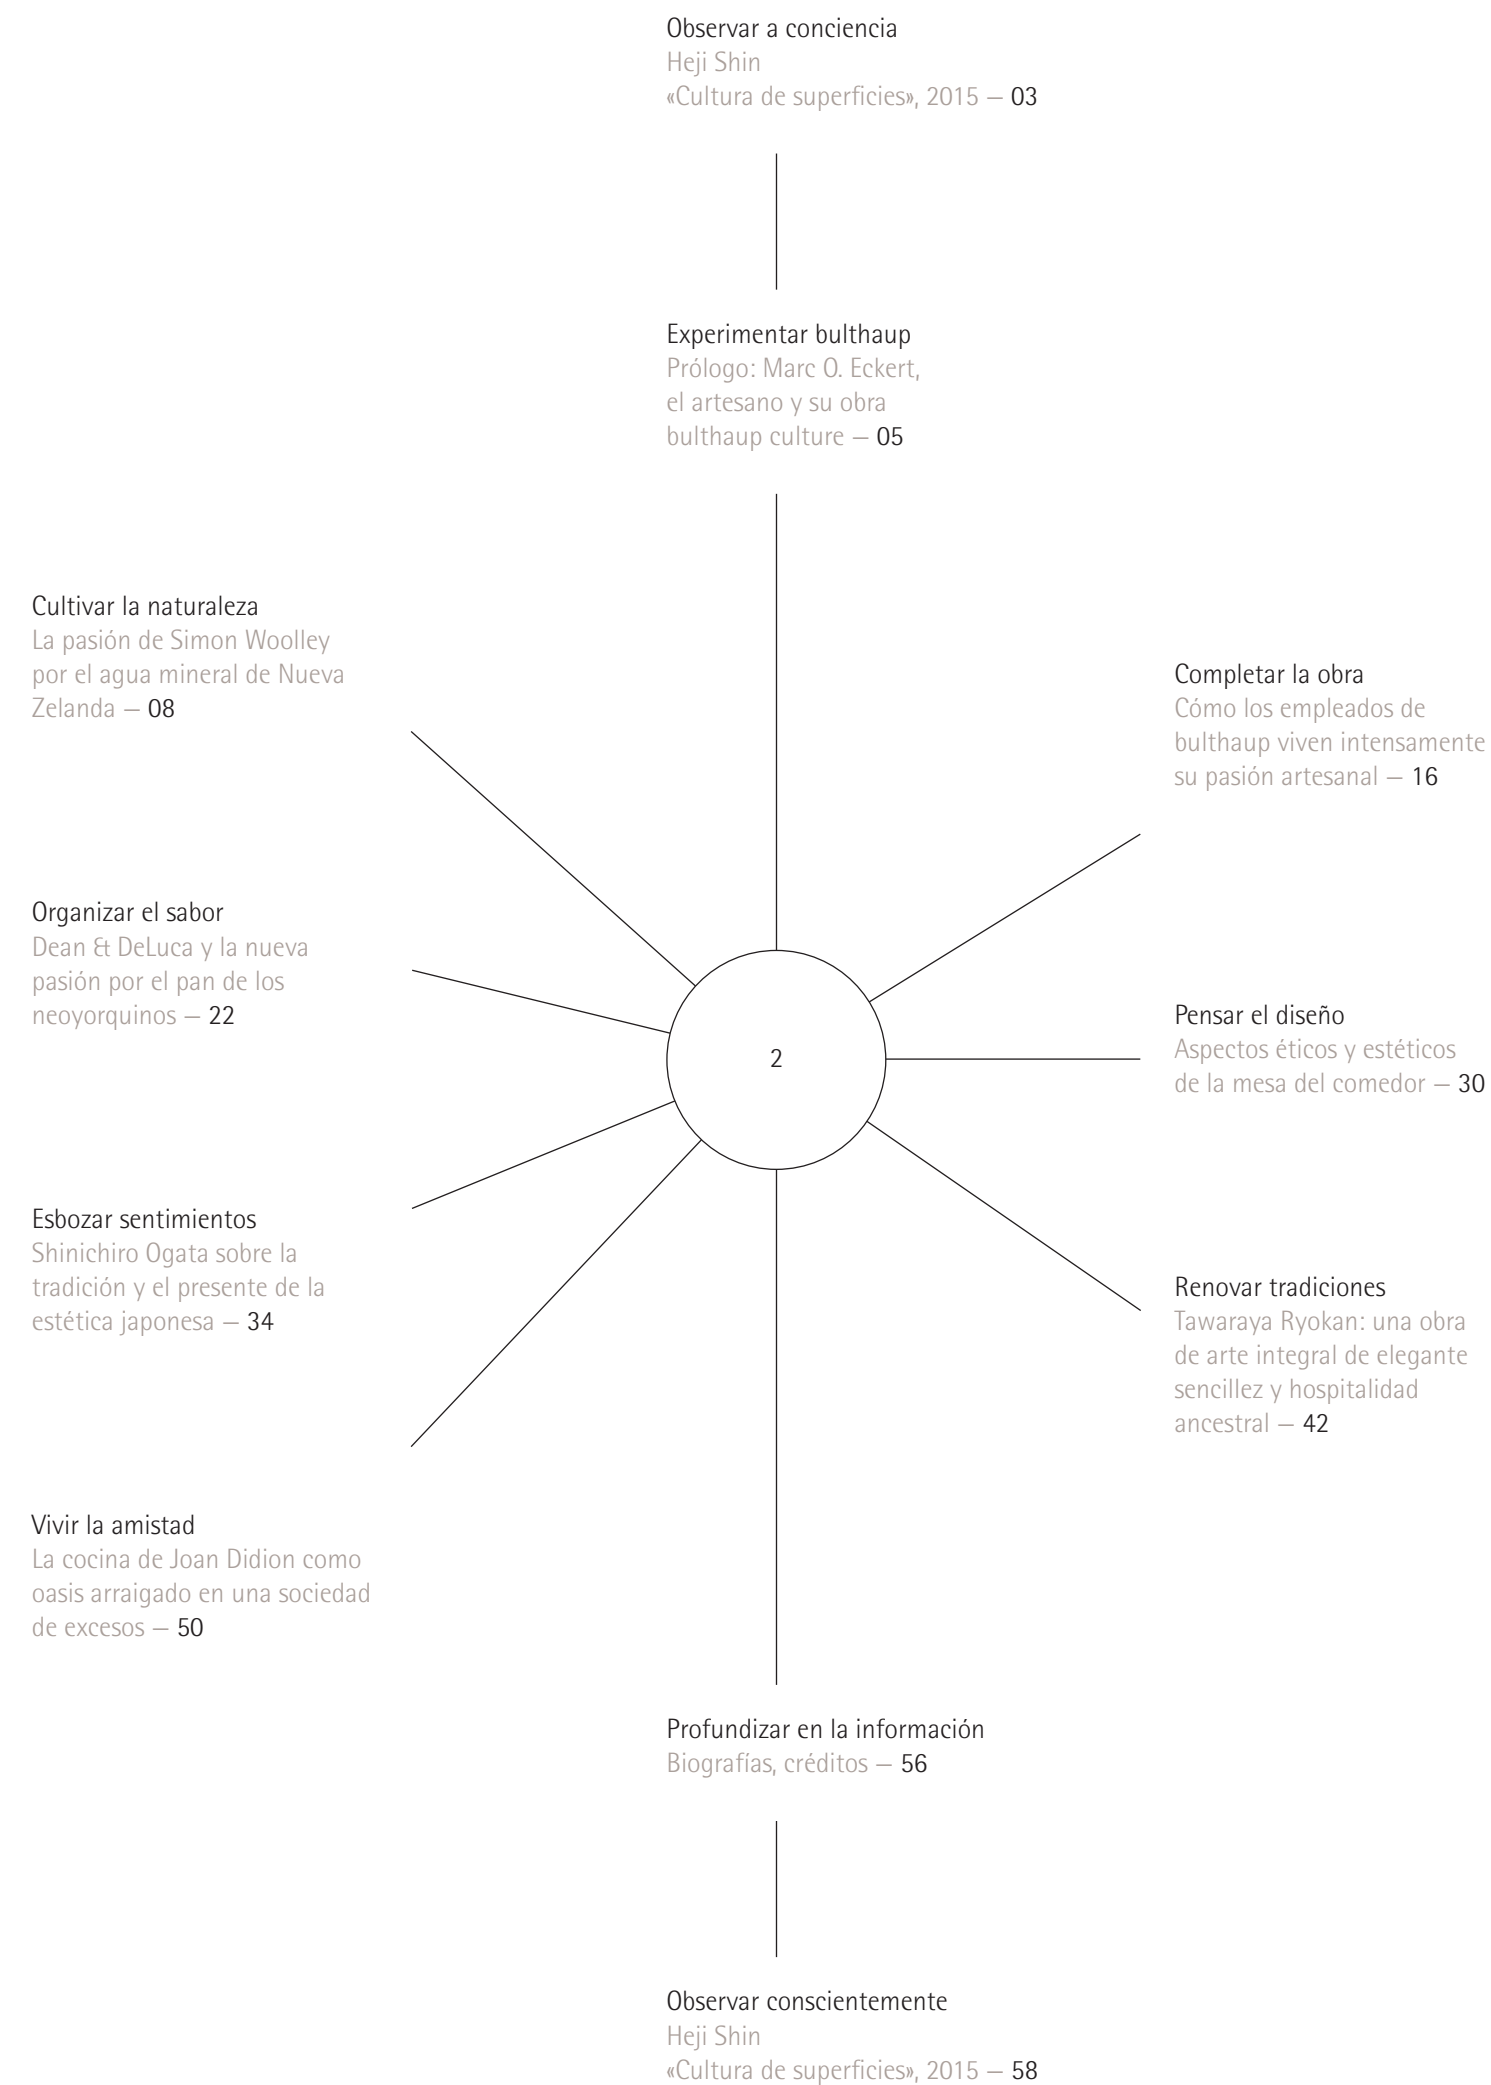 Observar a conciencia
Heji Shin
«Cultura de superficies», 2015 — 03
Experimentar bulthaup
Prólogo: Marc O. Eckert,
el artesano y su obra
bulthaup culture — 05
Cultivar la naturaleza
La pasión de Simon Woolley
por el agua mineral de Nueva
Zelanda — 08
Completar la obra
Cómo los empleados de
bulthaup viven intensamente
su pasión artesanal — 16
Organizar el sabor
Dean & DeLuca y la nueva
pasión por el pan de los
neoyorquinos — 22
2
Pensar el diseño
Aspectos éticos y estéticos
de la mesa del comedor — 30
Esbozar sentimientos
Shinichiro Ogata sobre la
tradición y el presente de la
estética japonesa — 34
Renovar tradiciones
Tawaraya Ryokan: una obra
de arte integral de elegante
sencillez y hospitalidad
ancestral — 42
Vivir la amistad
La cocina de Joan Didion como
oasis arraigado en una sociedad
de excesos — 50
Profundizar en la información
Biografías, créditos — 56
Observar conscientemente
Heji Shin
«Cultura de superficies», 2015 — 58